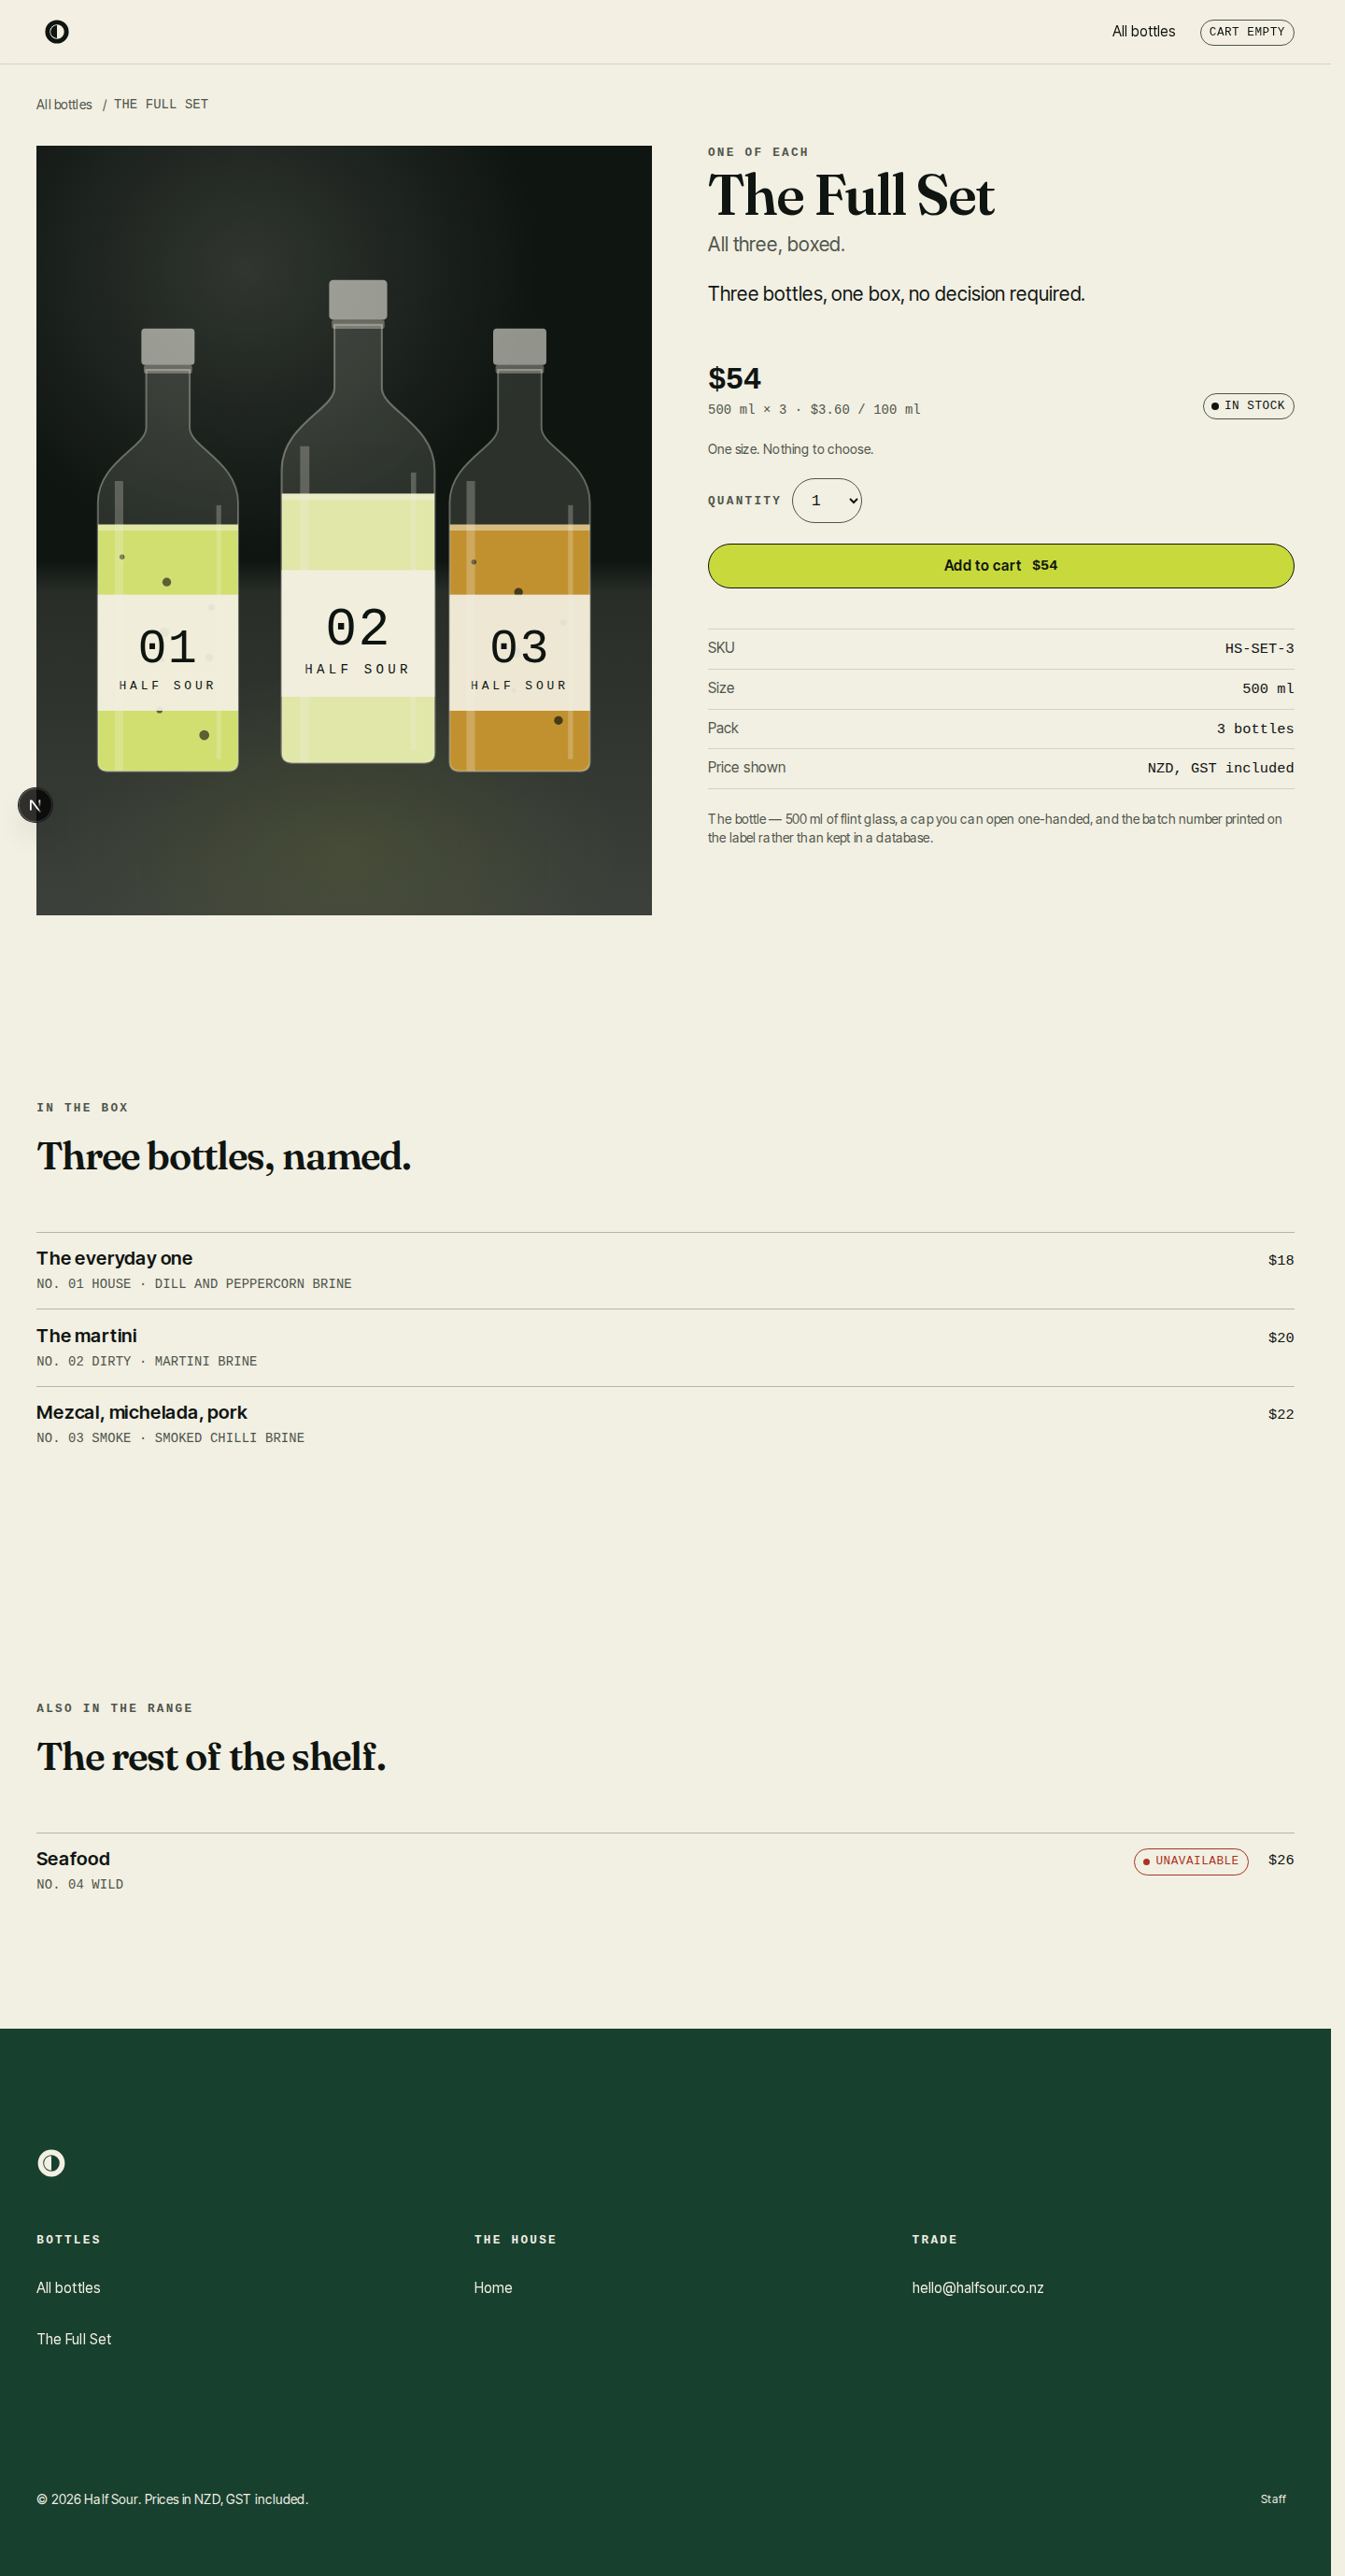 All bottles
CART EMPTY
All bottles / THE FULL SET
ONE OF EACH
The Full Set
All three, boxed.
Three bottles, one box, no decision required.
$54
500 ml × 3 · $3.60 / 100 ml
IN STOCK
One size. Nothing to choose.
QUANTITY 1
Add to cart $54
SKU HS-SET-3
Size 500 ml
Pack 3 bottles
Price shown NZD, GST included
The bottle — 500 ml of flint glass, a cap you can open one-handed, and the batch number printed on
the label rather than kept in a database.
01
HALF SOUR
02
HALF SOUR
03
HALF SOUR
N
IN THE BOX
Three bottles, named.
The everyday one $18
NO. 01 HOUSE · DILL AND PEPPERCORN BRINE
The martini $20
NO. 02 DIRTY · MARTINI BRINE
Mezcal, michelada, pork $22
NO. 03 SMOKE · SMOKED CHILLI BRINE
ALSO IN THE RANGE
The rest of the shelf.
Seafood UNAVAILABLE $26
NO. 04 WILD
BOTTLES
All bottles
The Full Set
THE HOUSE
Home
TRADE
hello@halfsour.co.nz
© 2026 Half Sour. Prices in NZD, GST included.
Staff